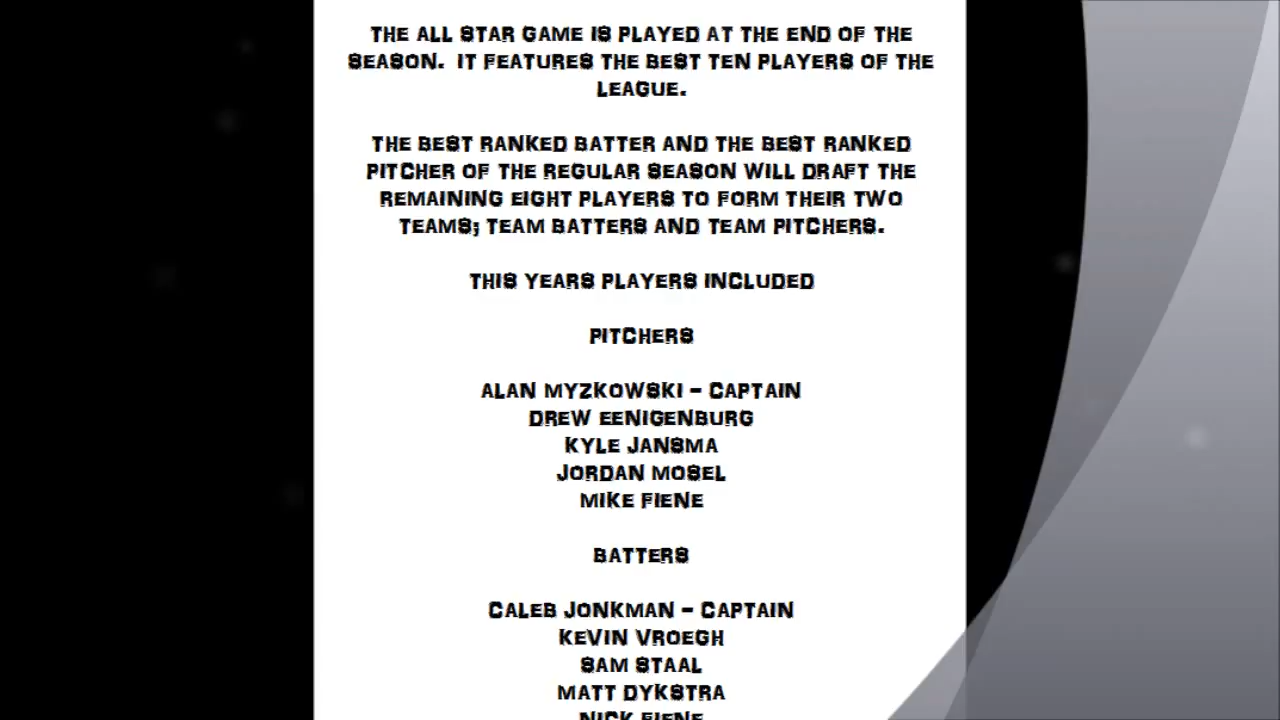 THE ALL STAR GAME IS PLAYED AT THE END OF THE
SEASON. IT FEATURES THE BEST TEN PLAYERS OF THE
LEAGUE.
THE BEST RANKED BATTER AND THE BEST RANKED
PITCHER OF THE REGULAR SEASON WILL DRAFT THE
REMAINING EIGHT PLAYERS TO FORM THEIR TWO
TEAMS; TEAM BATTERS AND TEAM PITCHERS.
THIS YEARS PLAYERS INCLUDED
PITCHERS
ALAN MYZKOWSKI - CAPTAIN
DREW EENIGENBURG
KYLE JANSMA
JORDAN MOSEL
MIKE FIENE
BATTERS
CALEB JONKMAN - CAPTAIN
KEVIN VROEGH
SAM STAAL
MATT DYKSTRA
NICK FIENE